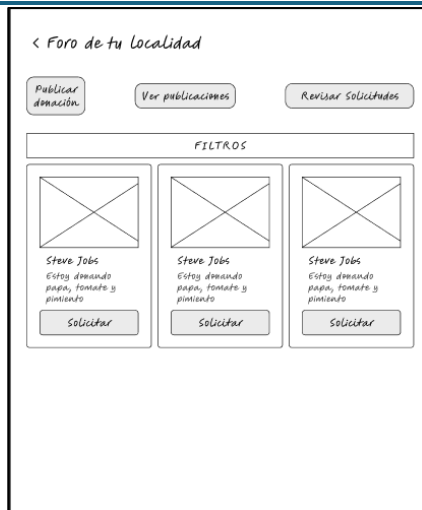 < Foro de tu localidad
Publicar
donación
Ver publicaciones
Revisar Solicitudes
FILTROS
Steve Jobs
Estoy donando
papa, tomate y
pimiento
Solicitar
Steve Jobs
Estoy donando
papa, tomate y
pimiento
Solicitar
Steve Jobs
Estoy donando
papa, tomate y
pimiento
Solicitar